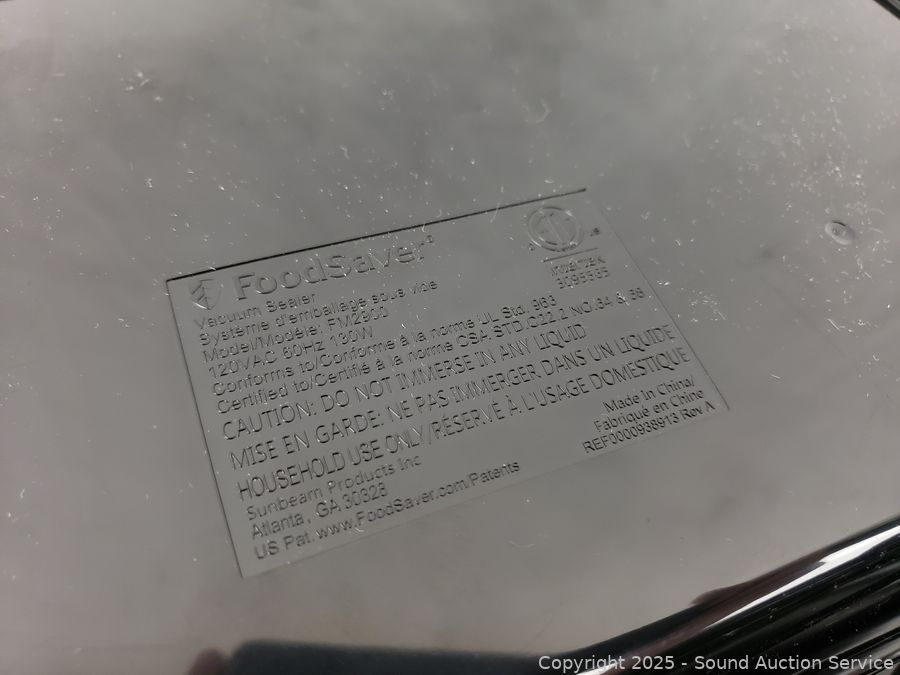 FoodSaver®
Vacuum Sealer
Système d'emballage sous vide
Model/Modèle: FM2900
120VAC 60Hz 130W
Conforms to/Conforme à la norme UL Std. 963
Certified to/Certifié à la norme CSA STD.C22.2 NO.64 &
CAUTION: DO NOT IMMERSE IN ANY LIQUID
MISE EN GARDE: NE PAS IMMERGER DANS UN LIQUIDE
HOUSEHOLD USE ONLY/RÉSERVÉ À L'USAGE DOMESTIQUE
Sunbeam Products Inc
Atlanta, GA 30328
US Pat. www.FoodSaver.com/Patents
us
Intertek
Made in China/
Fabriqué en Chine
REF0000938913 Rev A
Copyright 2025 - Sound Auction Service